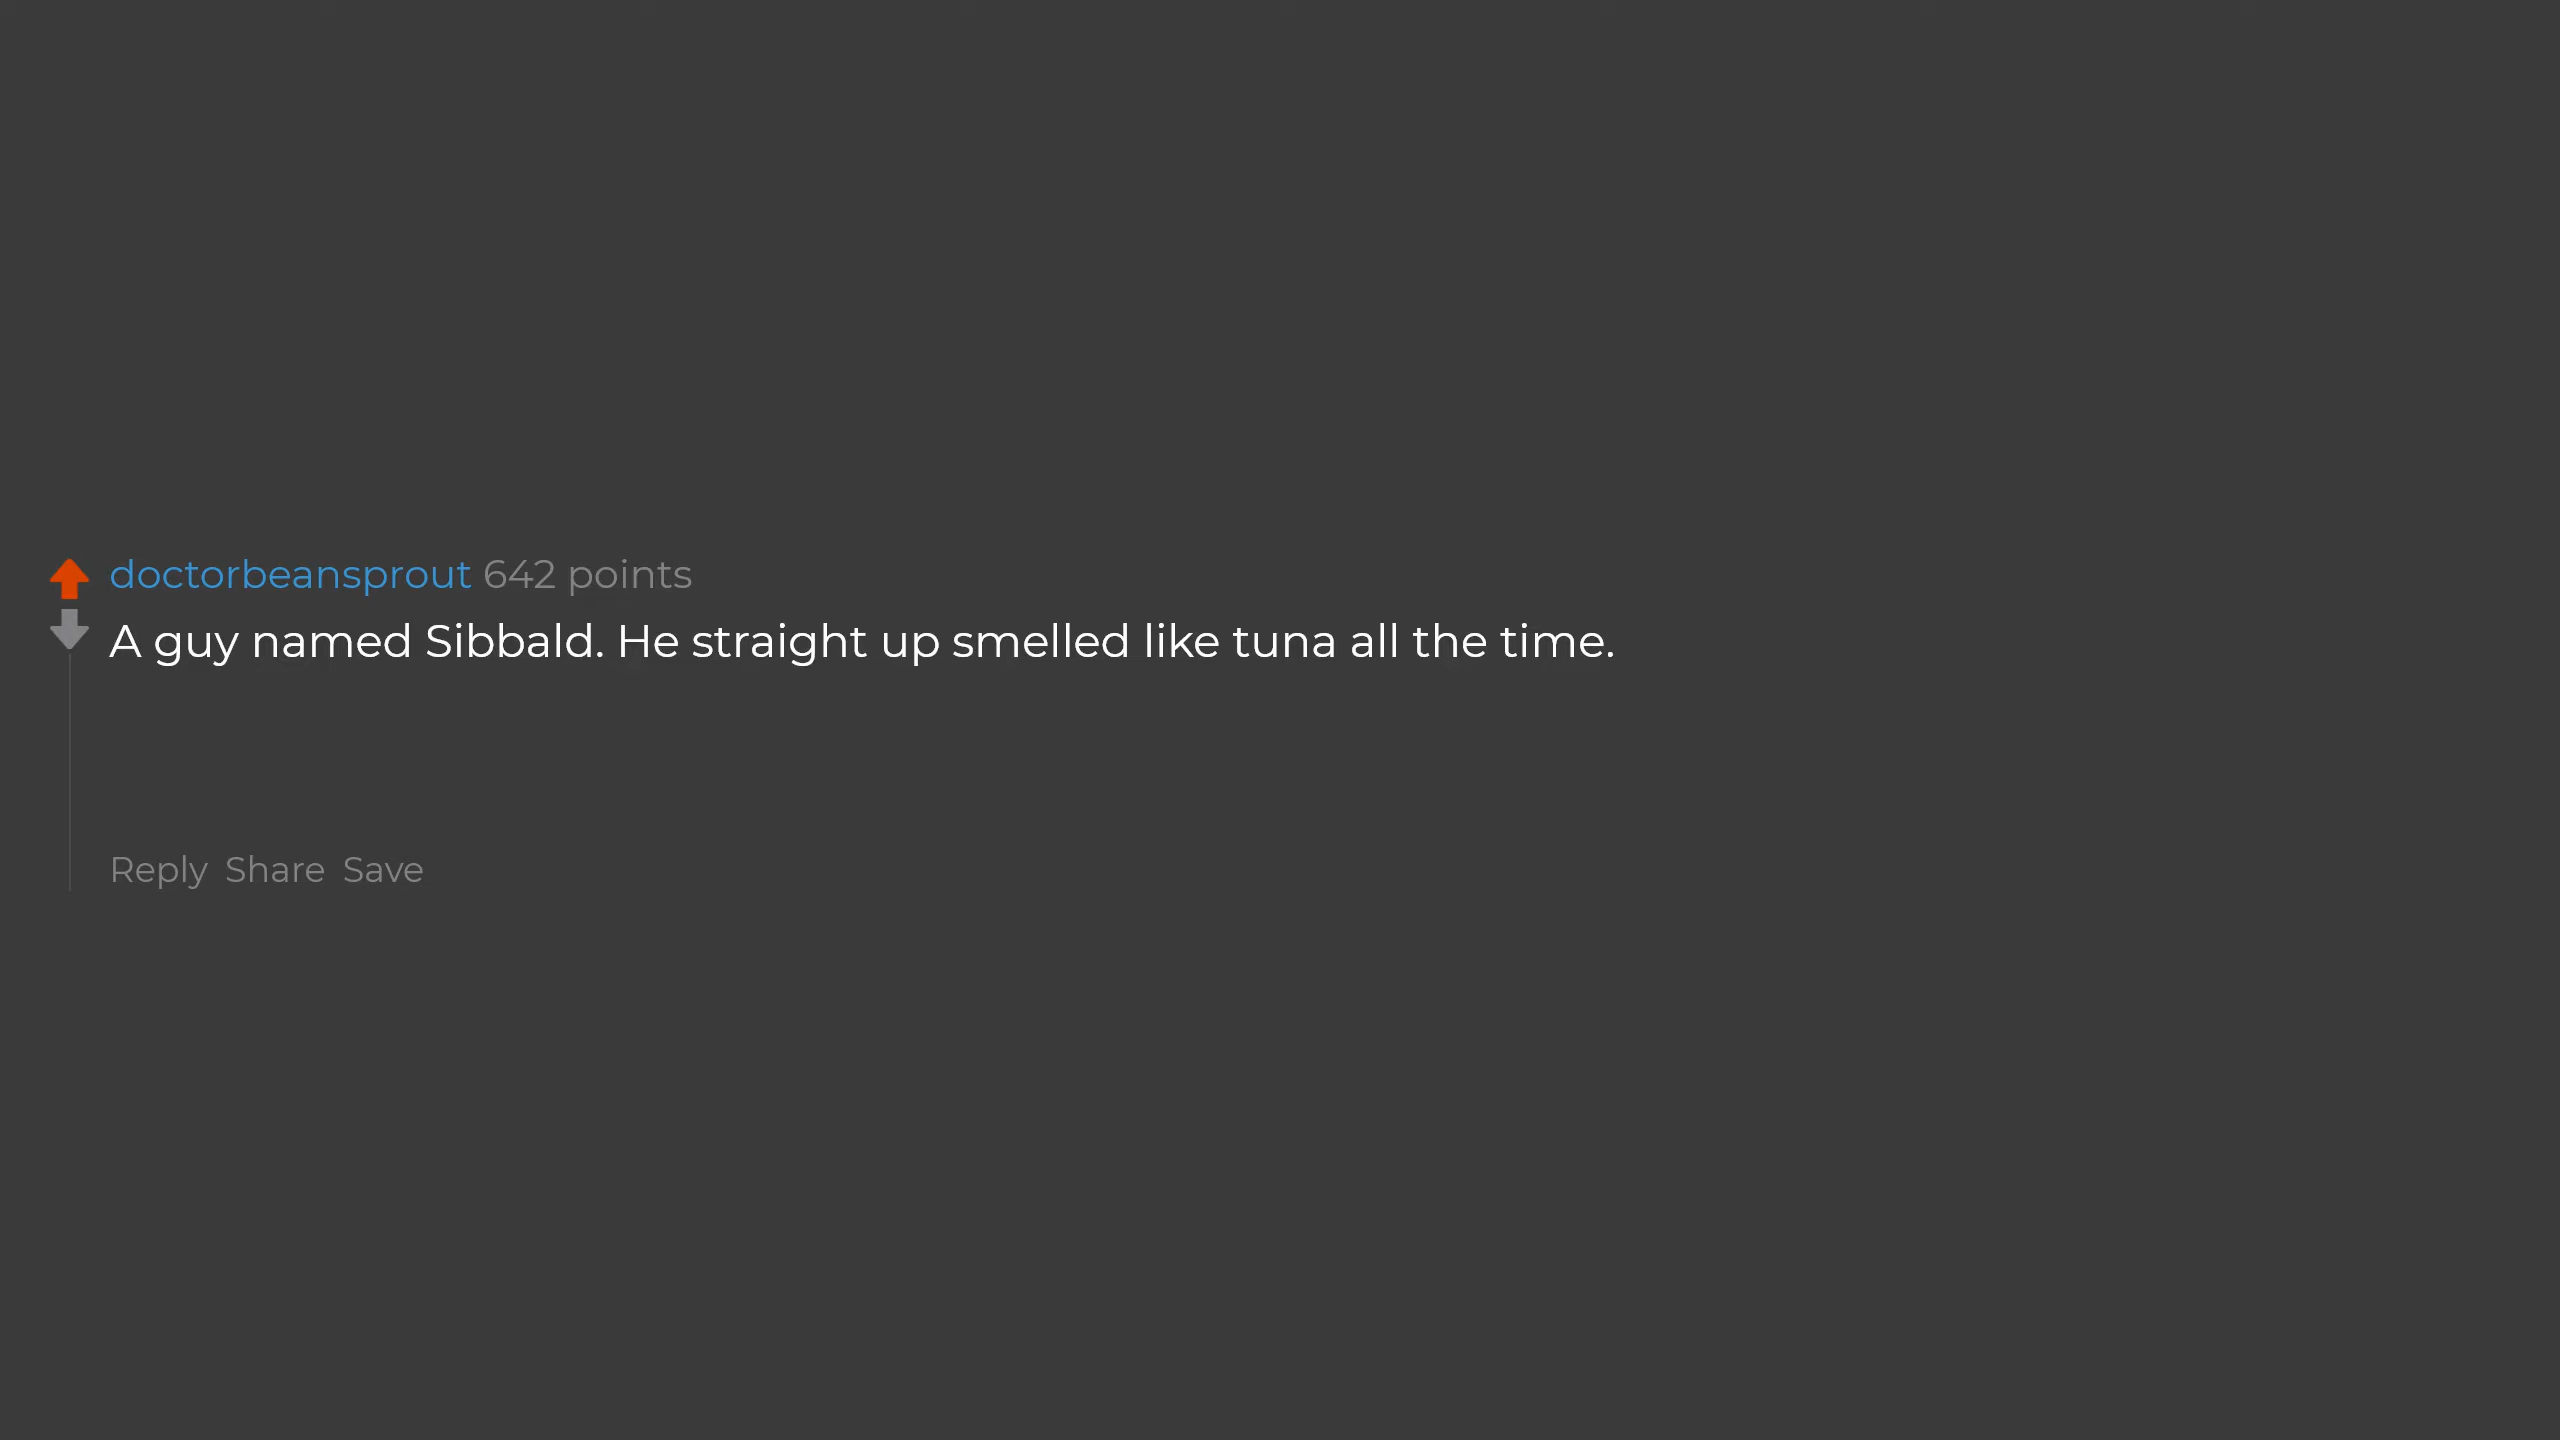 doctorbeansprout 642 points
A guy named Sibbald. He straight up smelled like tuna all the time.
Reply Share Save